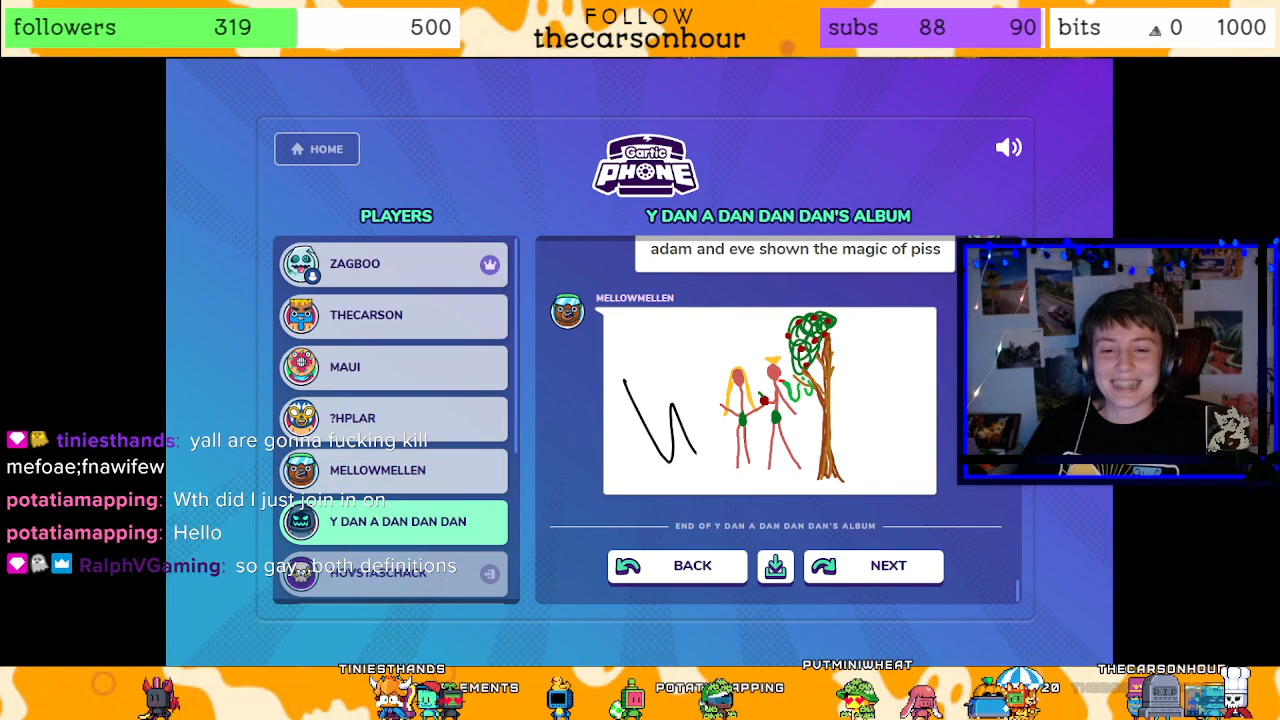 followers 319 500
FOLLOW
thecarsonhour
subs 88 90
bits 0 1000
HOME
Gartic
PHONE
PLAYERS
Y DAN A DAN DAN DAN'S ALBUM
ZAGBOO
THECARSON
MAUI
?HPLAR
MELLOWMELLEN
Y DAN A DAN DAN DAN
HOVSTASCHACK
adam and eve shown the magic of piss
MELLOWMELLEN
END OF Y DAN A DAN DAN DAN'S ALBUM
BACK
NEXT
tiniesthands: yall are gonna fucking kill
mefoae;fnawifew
potatiamapping: Wth did I just join in on
potatiamapping: Hello
RalphVGaming: so gay...both definitions
TINIESTHANDS
PUTMINIWHEAT
THECARSONHOUR